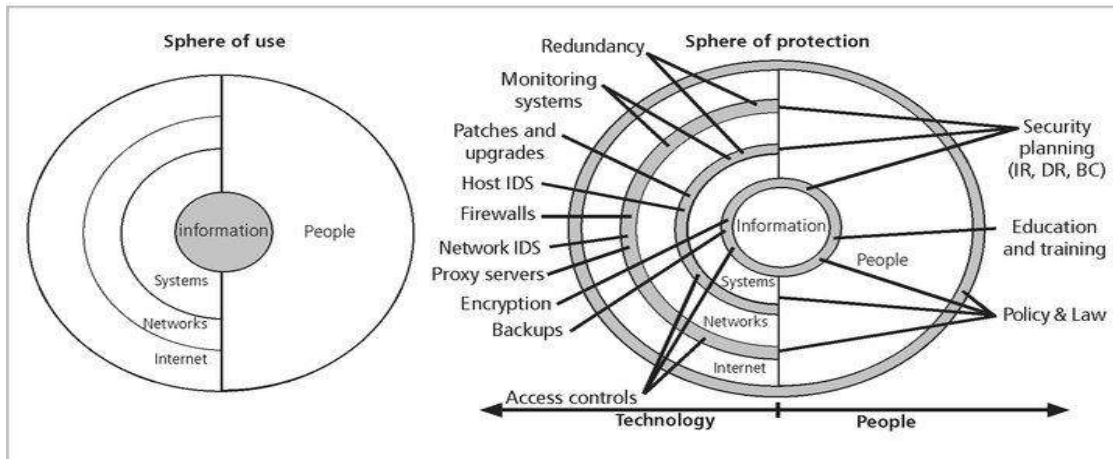 Sphere of use
information
People
Systems
Networks
Internet
Sphere of protection
Redundancy
Monitoring
systems
Patches and
upgrades
Host IDS
Firewalls
Network IDS
Proxy servers
Encryption
Backups
Access controls
Information
People
Systems
Networks
Internet
Security
planning
(IR, DR, BC)
Education
and training
Policy & Law
Technology
People